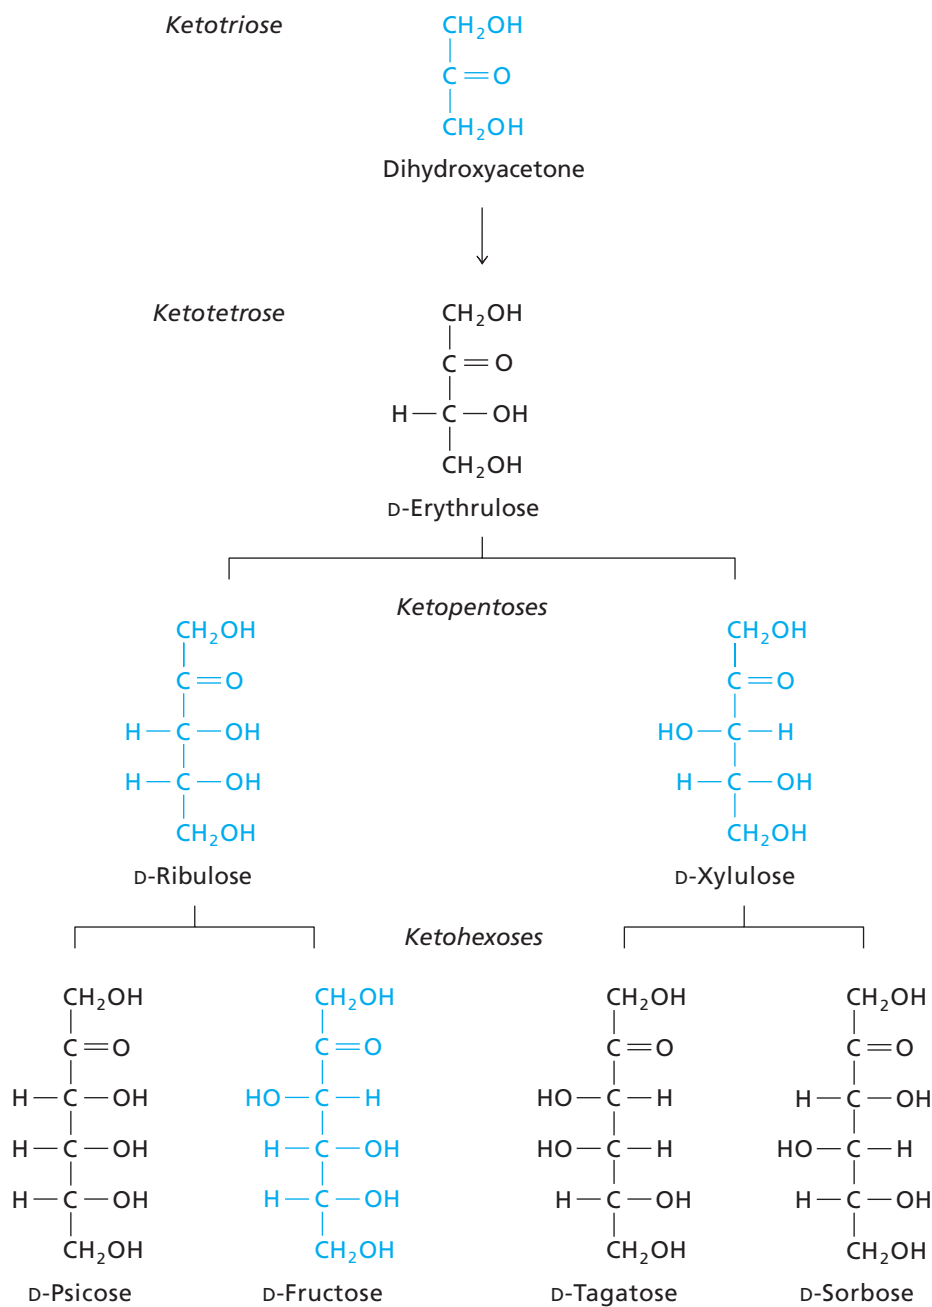 Ketotriose
CH2OH
C=O
CH2OH
Dihydroxyacetone
Ketotetrose
CH2OH
C=O
H—C—OH
CH2OH
D-Erythrulose
Ketopentoses
CH2OH
C=O
H—C—OH
H—C—OH
CH2OH
D-Ribulose
CH2OH
C=O
HO—C—H
H—C—OH
CH2OH
D-Xylulose
Ketohexoses
CH2OH
C=O
H—C—OH
H—C—OH
H—C—OH
CH2OH
D-Psicose
CH2OH
C=O
HO—C—H
H—C—OH
H—C—OH
CH2OH
D-Fructose
CH2OH
C=O
HO—C—H
HO—C—H
H—C—OH
CH2OH
D-Tagatose
CH2OH
C=O
H—C—OH
HO—C—H
H—C—OH
CH2OH
D-Sorbose